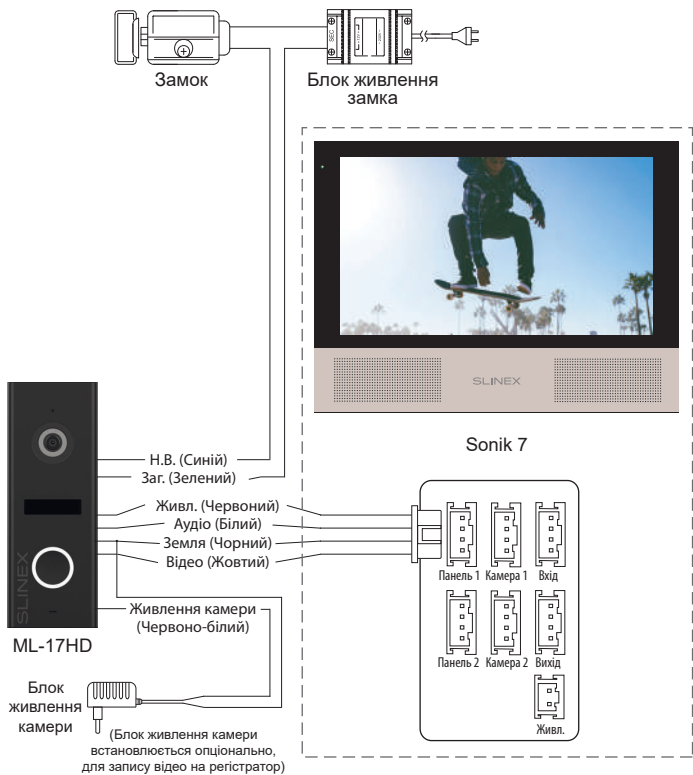 Замок
Блок живлення
замка
SLINEX
Sonik 7
Н.В. (Синій)
Заг. (Зелений)
Живл. (Червоний)
Аудіо (Білий)
Земля (Чорний)
Відео (Жовтий)
Живлення камери
(Червоно-білий)
SLINEX
ML-17HD
Панель 1 Камера 1 Вхід
Панель 2 Камера 2 Вихід
Живл.
Блок
живлення
камери
(Блок живлення камери
встановлюється опціонально,
для запису відео на регістратор)